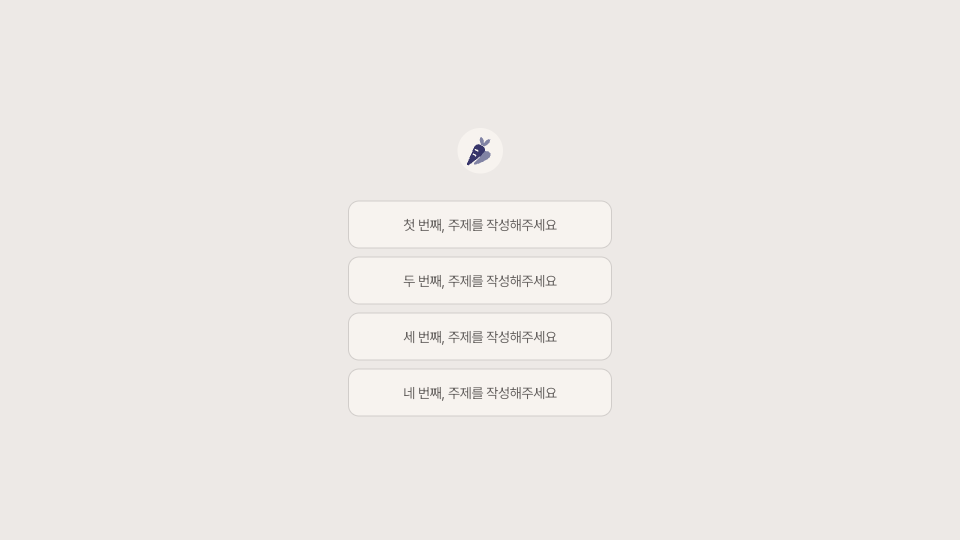 첫 번째, 주제를 작성해주세요
두 번째, 주제를 작성해주세요
세 번째, 주제를 작성해주세요
네 번째, 주제를 작성해주세요